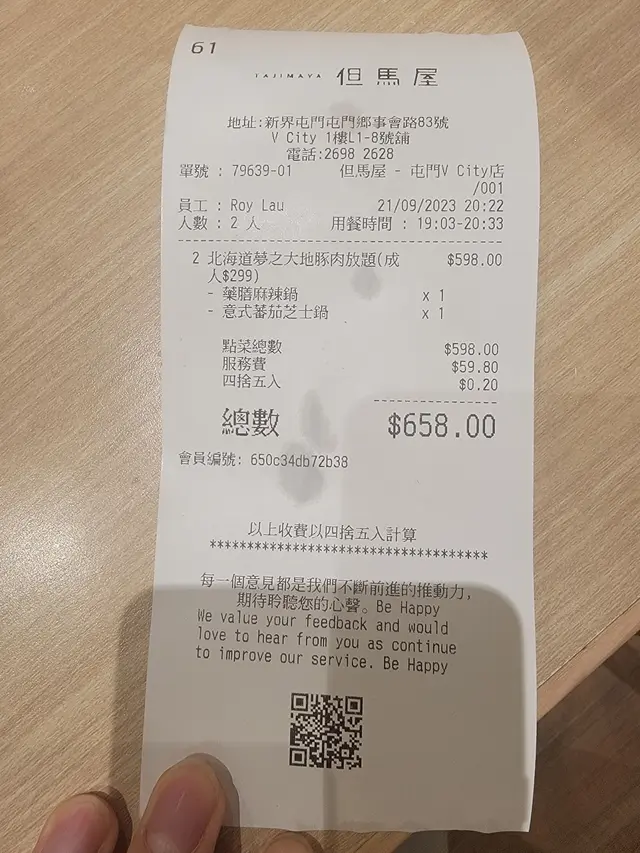 61
TAJIMAYA 但馬屋
地址:新界屯門屯門鄉事會路83號
V City 1樓L1-8號舖
電話:2698 2628
單號 : 79639-01 但馬屋 - 屯門V City店
/001
員工 : Roy Lau 21/09/2023 20:22
人數 : 2 人 用餐時間 : 19:03-20:33
2 北海道夢之大地豚肉放題(成 $598.00
人$299)
- 藥膳麻辣鍋 x 1
- 意式蕃茄芝士鍋 x 1
點菜總數 $598.00
服務費 $59.80
四捨五入 $0.20
總數 $658.00
會員編號: 650c34db72b38
以上收費以四捨五入計算
************************************
每一個意見都是我們不斷前進的推動力,
期待聆聽您的心聲。Be Happy
We value your feedback and would
love to hear from you as continue
to improve our service. Be Happy